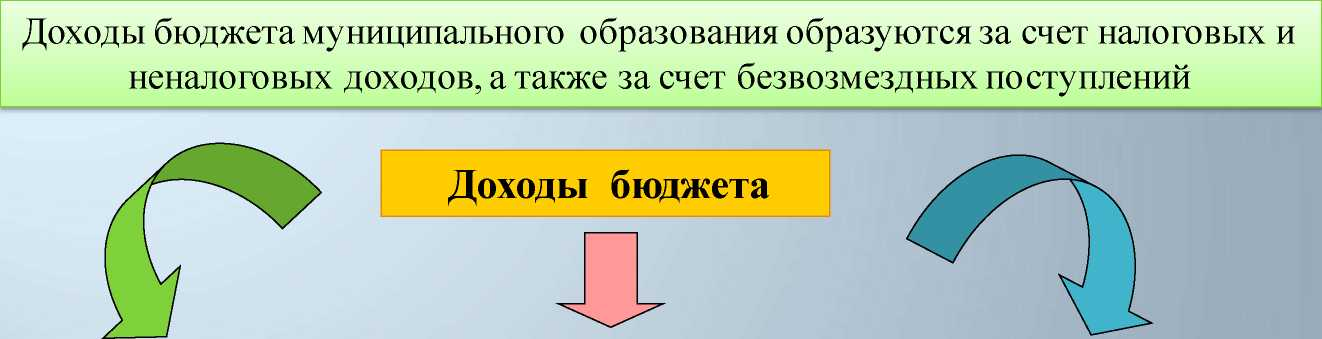 Доходы бюджета муниципального образования образуются за счет налоговых и
неналоговых доходов, а также за счет безвозмездных поступлений
Доходы бюджета